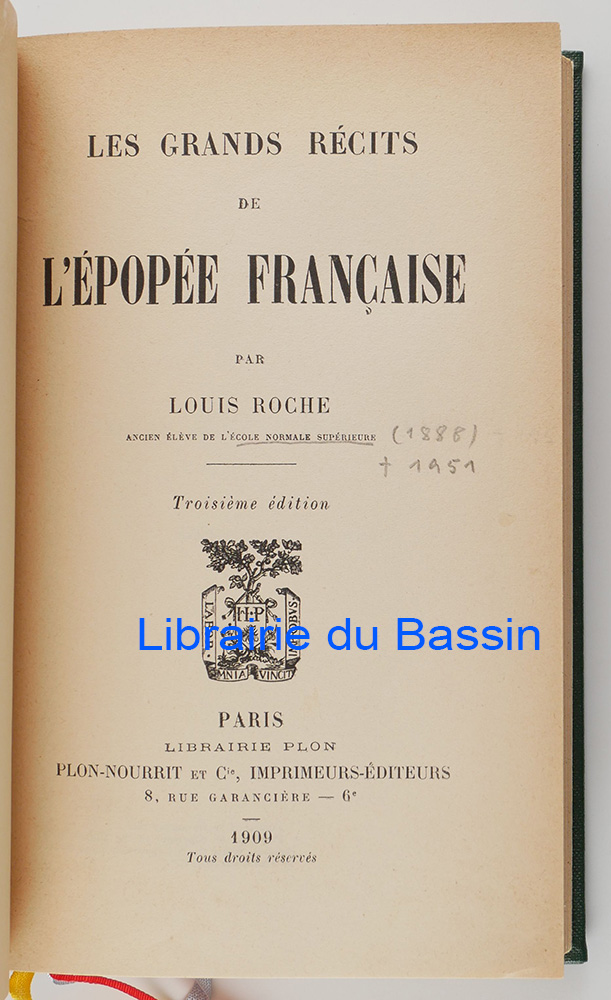 LES GRANDS RÉCITS
DE
L'ÉPOPÉE FRANÇAISE
PAR
LOUIS ROCHE
ANCIEN ÉLÈVE DE L'ÉCOLE NORMALE SUPÉRIEURE (1888)
† 1951
Troisième édition
H·P
Librairie du Bassin
MNIA VINCIT
PARIS
LIBRAIRIE PLON
PLON-NOURRIT ET Cie, IMPRIMEURS-ÉDITEURS
8, RUE GARANCIÈRE — 6e
1909
Tous droits réservés